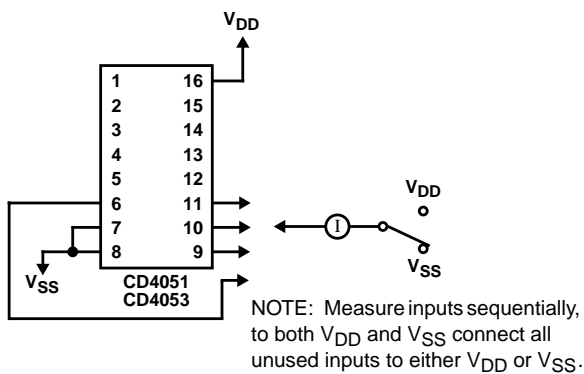 VDD
1 16
2 15
3 14
4 13
5 12
6 11
7 10
8 9
VSS
CD4051
CD4053
VDD
I
VSS
NOTE: Measure inputs sequentially,
to both VDD and VSS connect all
unused inputs to either VDD or VSS.